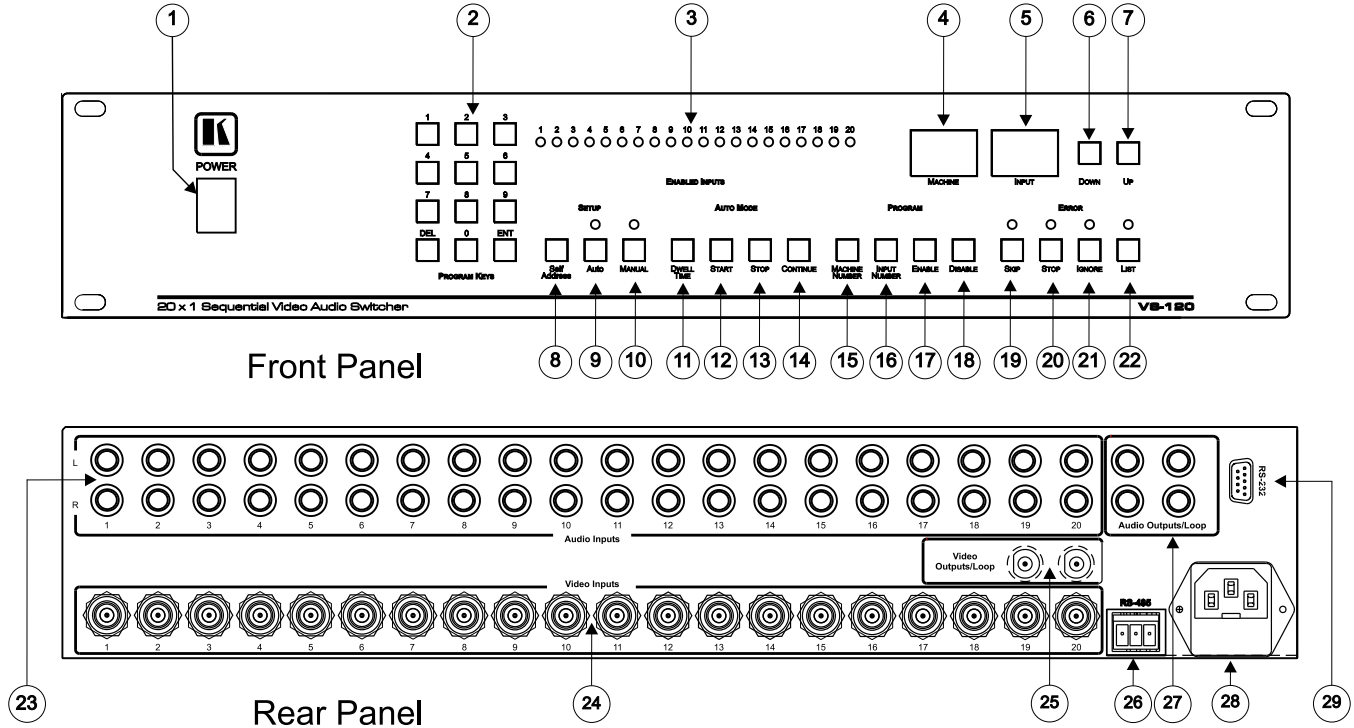 1 2 3 4 5 6 7
1 2 3
1 2 3 4 5 6 7 8 9 10 11 12 13 14 15 16 17 18 19 20
K
POWER
4 5 6
ENABLED INPUTS
MACHINE INPUT DOWN UP
7 8 9
SETUP AUTO MODE PROGRAM ERROR
DEL 0 ENT
PROGRAM KEYS
Self Address Auto MANUAL DWELL TIME START STOP CONTINUE MACHINE NUMBER INPUT NUMBER ENABLE DISABLE SKIP STOP IGNORE LIST
20 x 1 Sequential Video Audio Switcher VS-120
8 9 10 11 12 13 14 15 16 17 18 19 20 21 22
Front Panel
L
R
1 2 3 4 5 6 7 8 9 10 11 12 13 14 15 16 17 18 19 20
Audio Inputs
Audio Outputs/Loop
RS-232
Video Outputs/Loop
Video Inputs
1 2 3 4 5 6 7 8 9 10 11 12 13 14 15 16 17 18 19 20
RS-485
23 24 25 26 27 28 29
Rear Panel